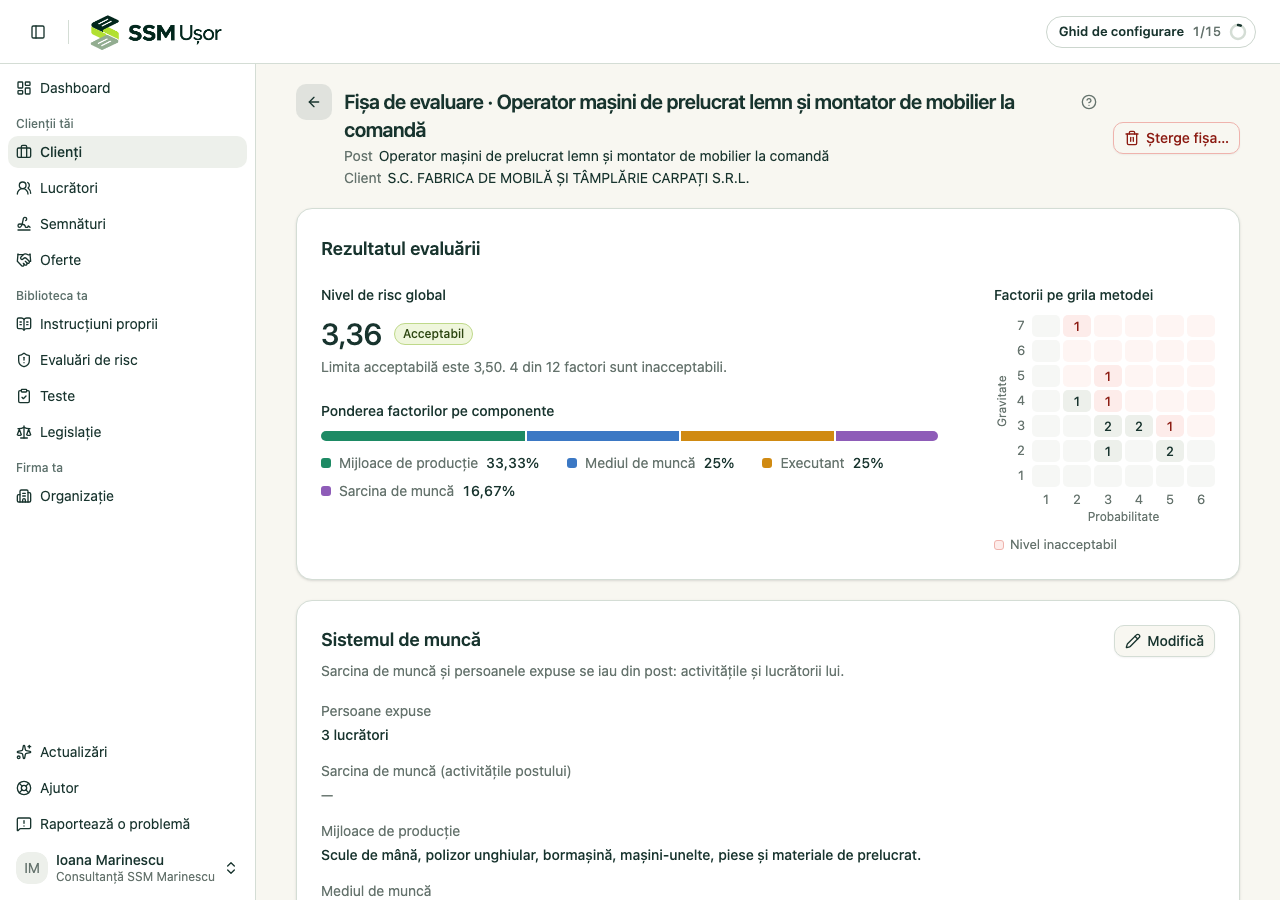 SSM Ușor
Ghid de configurare 1/15
Dashboard
Clienții tăi
Clienți
Lucrători
Semnături
Oferte
Biblioteca ta
Instrucțiuni proprii
Evaluări de risc
Teste
Legislație
Firma ta
Organizație
Actualizări
Ajutor
Raportează o problemă
IM
Ioana Marinescu
Consultanță SSM Marinescu
Fișa de evaluare · Operator mașini de prelucrat lemn și montator de mobilier la
comandă
Post Operator mașini de prelucrat lemn și montator de mobilier la comandă
Client S.C. FABRICA DE MOBILĂ ȘI TÂMPLĂRIE CARPAȚI S.R.L.
Șterge fișa...
Rezultatul evaluării
Nivel de risc global
3,36 Acceptabil
Limita acceptabilă este 3,50. 4 din 12 factori sunt inacceptabili.
Ponderea factorilor pe componente
Mijloace de producție 33,33% Mediul de muncă 25% Executant 25%
Sarcina de muncă 16,67%
Factorii pe grila metodei
Gravitate
7 1
6
5 1
4 1 1
3 2 2 1
2 1 2
1
1 2 3 4 5 6
Probabilitate
Nivel inacceptabil
Sistemul de muncă
Modifică
Sarcina de muncă și persoanele expuse se iau din post: activitățile și lucrătorii lui.
Persoane expuse
3 lucrători
Sarcina de muncă (activitățile postului)
—
Mijloace de producție
Scule de mână, polizor unghiular, bormașină, mașini-unelte, piese și materiale de prelucrat.
Mediul de muncă